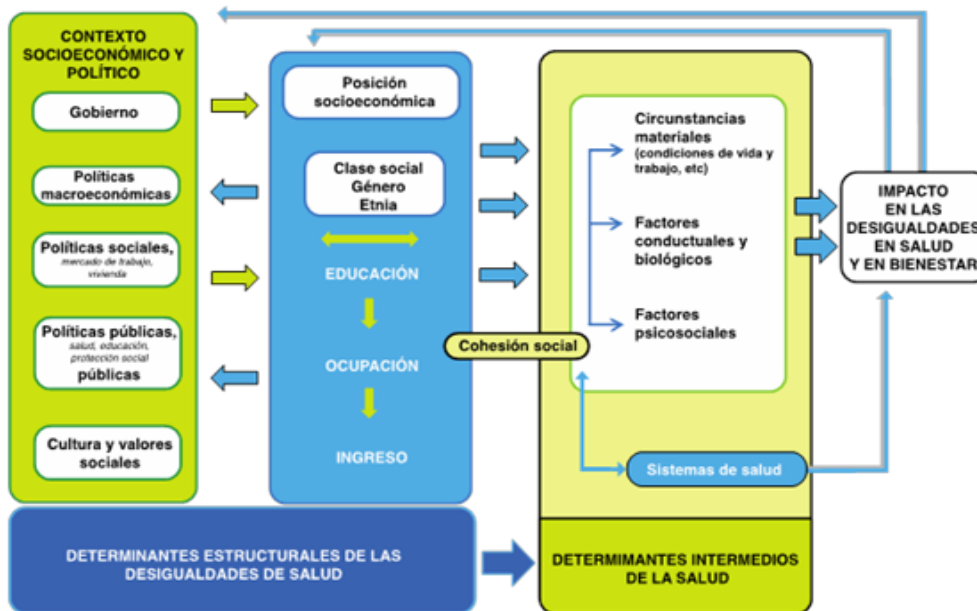 CONTEXTO
SOCIOECONÓMICO Y
POLÍTICO
Gobierno
Políticas
macroeconómicas
Políticas sociales,
mercado de trabajo,
vivienda
Políticas públicas,
salud, educación,
protección social
públicas
Cultura y valores
sociales
Posición
socioeconómica
Clase social
Género
Etnia
EDUCACIÓN
OCUPACIÓN
INGRESO
Cohesión social
Circunstancias
materiales
(condiciones de vida y
trabajo, etc)
Factores
conductuales y
biológicos
Factores
psicosociales
Sistemas de salud
IMPACTO
EN LAS
DESIGUALDADES
EN SALUD
Y EN BIENESTAR
DETERMINANTES ESTRUCTURALES DE LAS
DESIGUALDADES DE SALUD
DETERMIMANTES INTERMEDIOS
DE LA SALUD